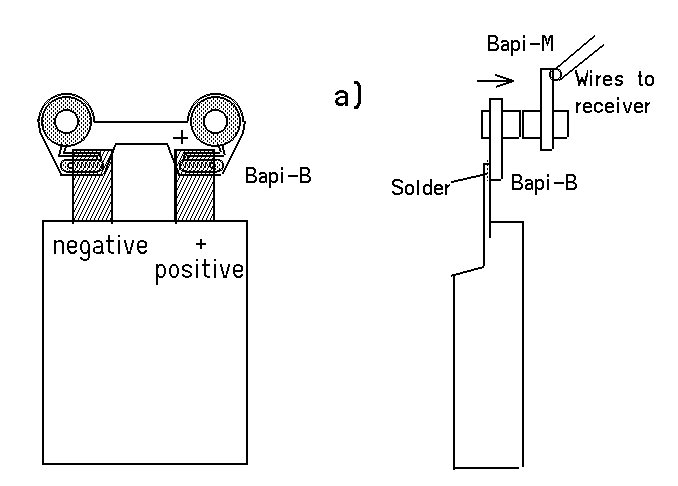 Bapi-M
a)
Wires to
receiver
+
Bapi-B
Solder
Bapi-B
negative
+
positive